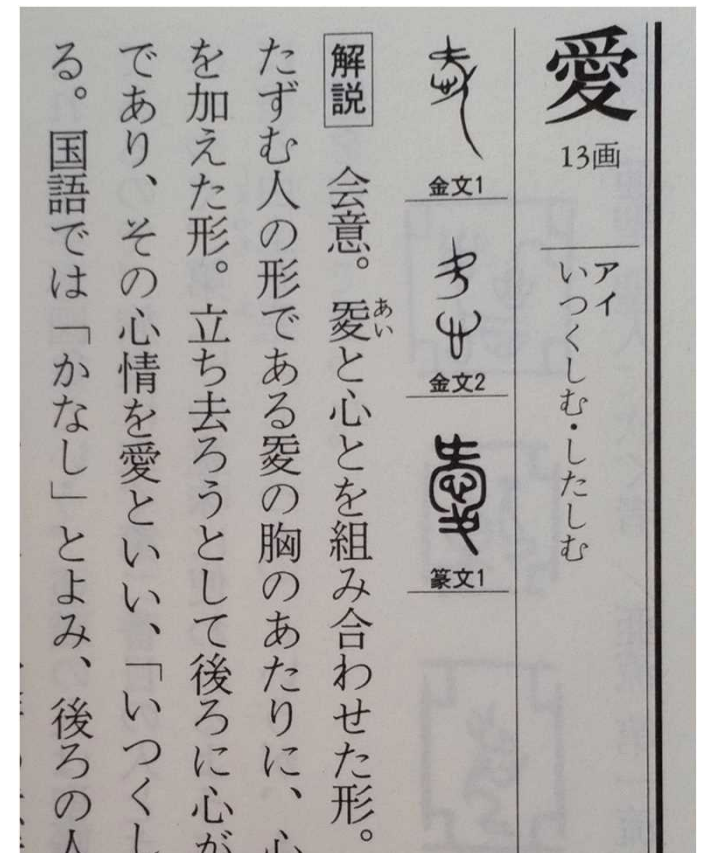 愛
13画
アイ
いつくしむ・したしむ
金文1
金文2
篆文1
解説 会意。㤅と心とを組み合わせた形。
あい
たずむ人の形である㤅の胸のあたりに、心
を加えた形。立ち去ろうとして後ろに心が
であり、その心情を愛といい、「いつくし
る。国語では「かなし」とよみ、後ろの人